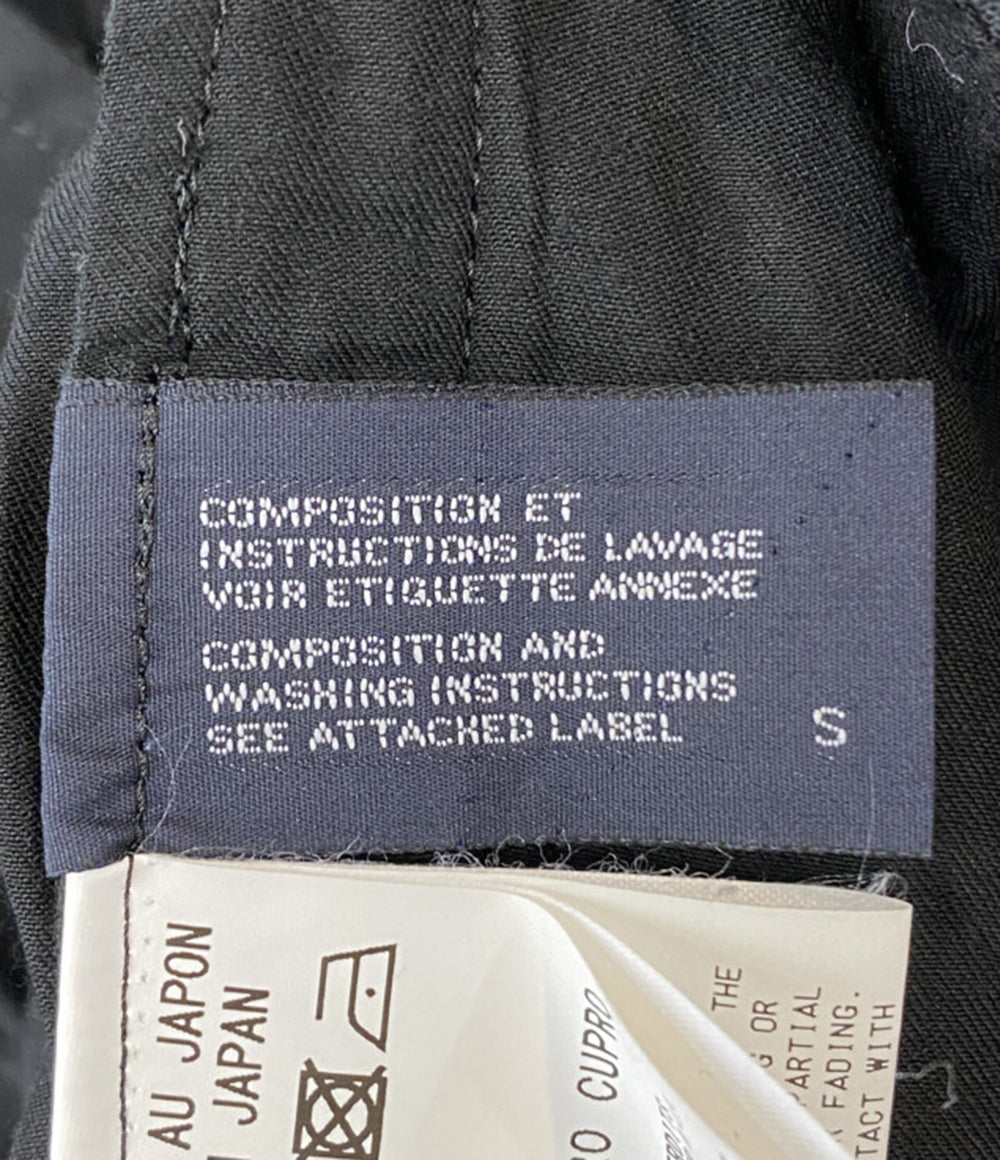 COMPOSITION ET
INSTRUCTIONS DE LAVAGE
VOIR ETIQUETTE ANNEXE
COMPOSITION AND
WASHING INSTRUCTIONS
SEE ATTACHED LABEL
S
AU JAPON
JAPAN
CUPRO
THE
OR
PARTIAL
FADING.
WITH